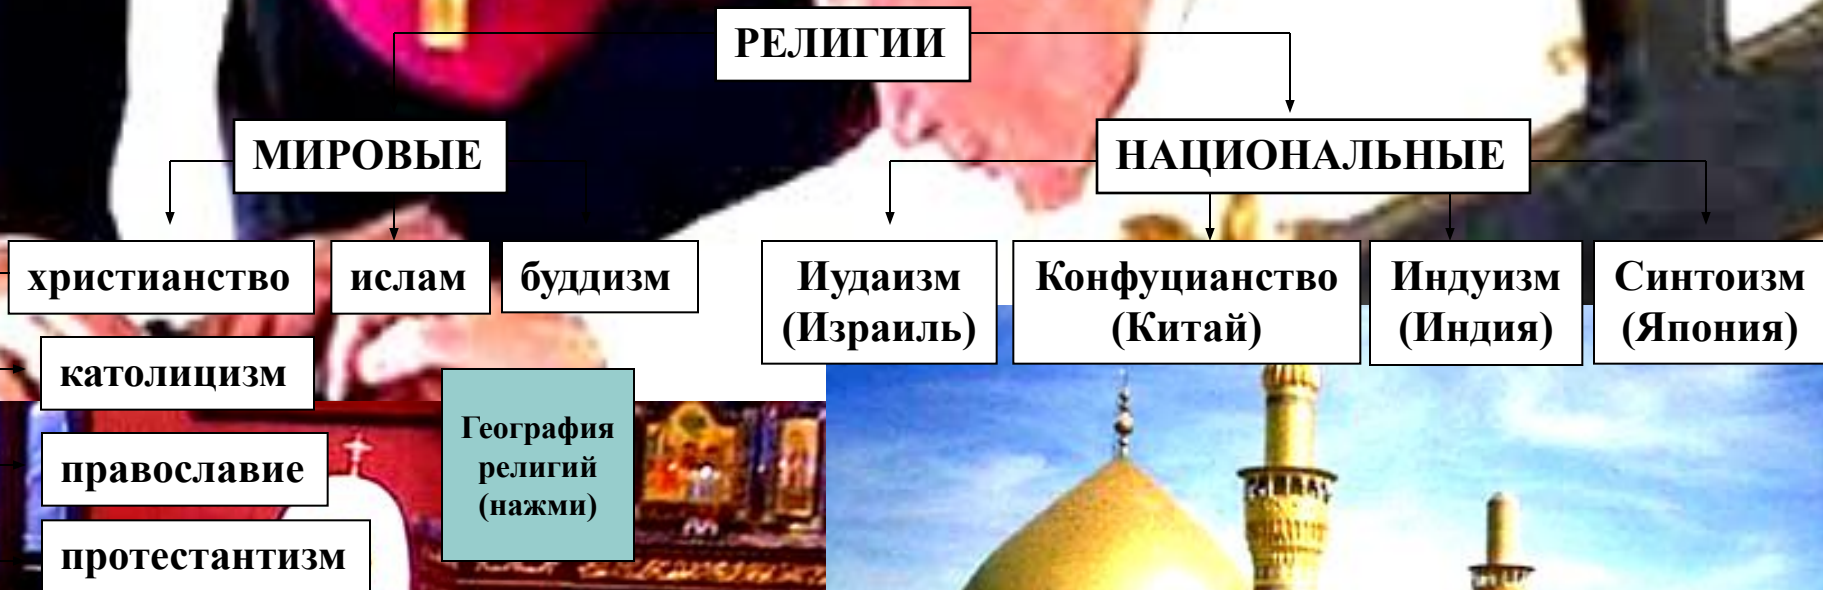 РЕЛИГИИ
МИРОВЫЕ
НАЦИОНАЛЬНЫЕ
христианство
ислам
буддизм
Иудаизм
(Израиль)
Конфуцианство
(Китай)
Индуизм
(Индия)
Синтоизм
(Япония)
католицизм
православие
протестантизм
География
религий
(нажми)